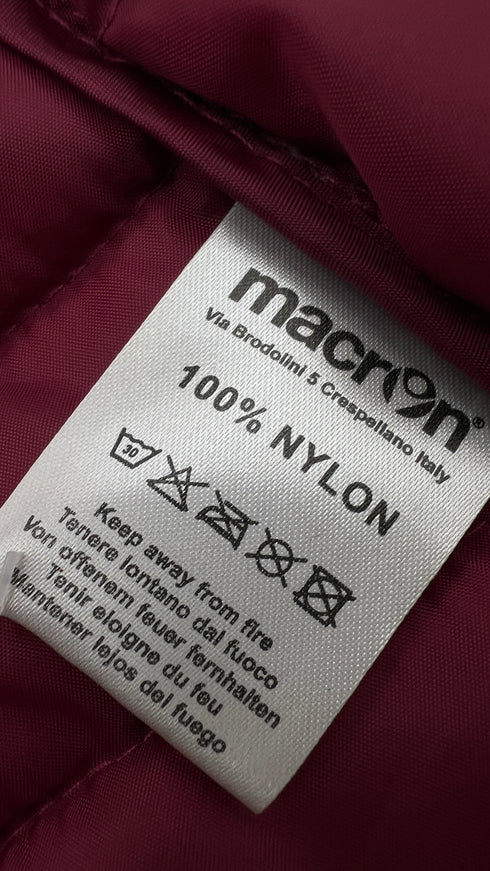 macron®
Via Brodolini 5 Crespellano Italy
100% NYLON
30
Keep away from fire
Tenere lontano dal fuoco
Von offenem feuer fernhalten
Tenir eloigne du feu
Mantener lejos del fuego